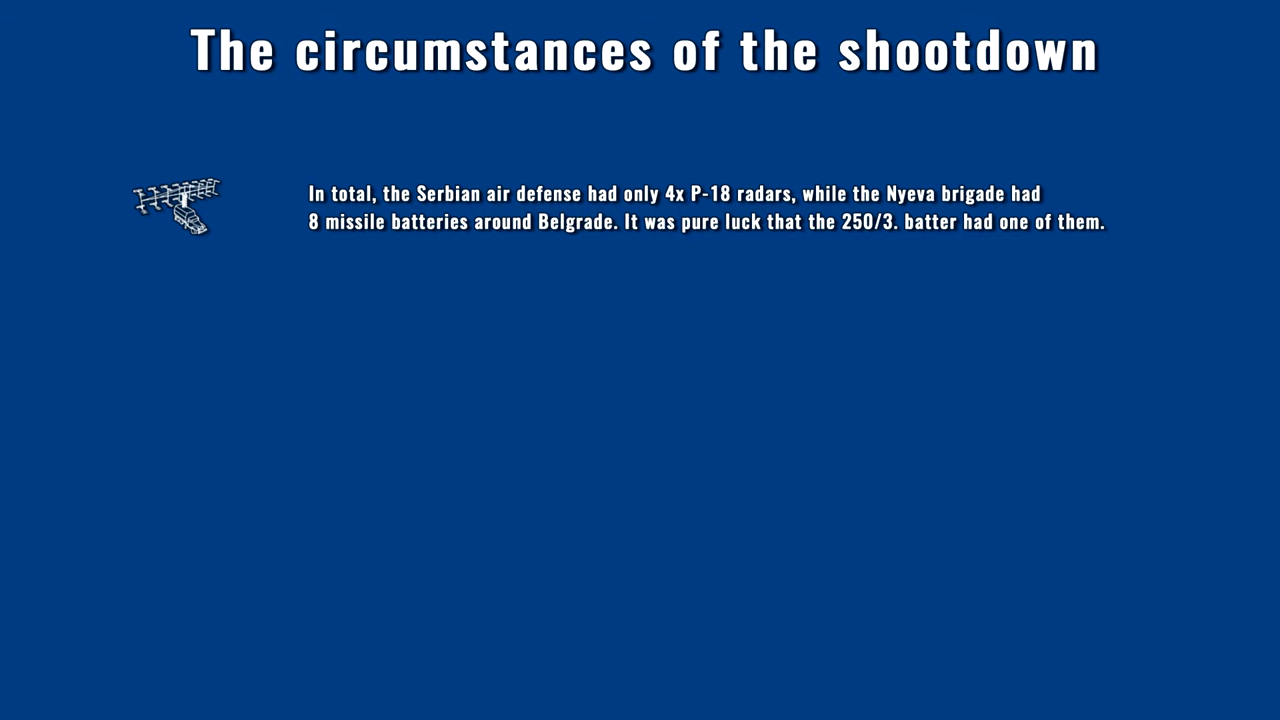 The circumstances of the shootdown
In total, the Serbian air defense had only 4x P-18 radars, while the Nyeva brigade had
8 missile batteries around Belgrade. It was pure luck that the 250/3. batter had one of them.